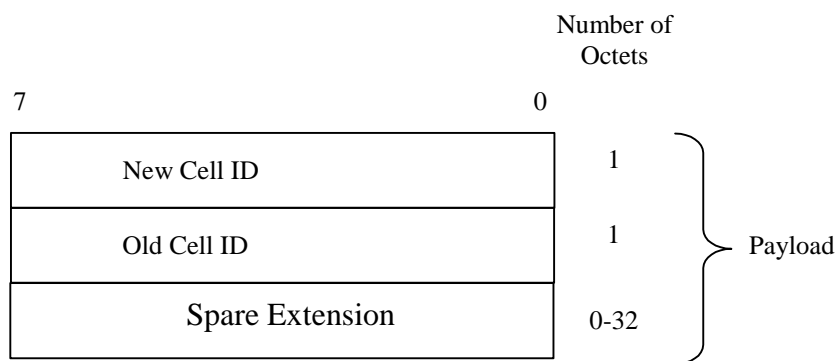 Number of
Octets
7 0
New Cell ID 1
Old Cell ID 1
Payload
Spare Extension 0-32